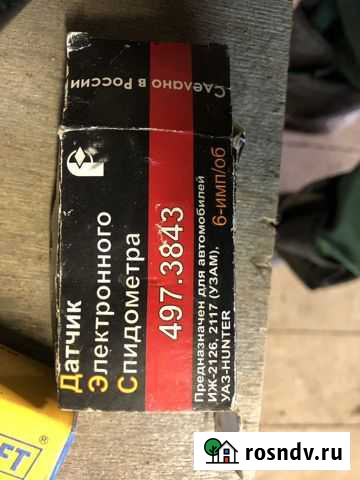 Сделано в России
Датчик
Электронного
Спидометра
497.3843
Предназначен для автомобилей
ИЖ-2126, 2117 (УЗАМ),
УАЗ-HUNTER
6-имп/об
FT
®
rosndv.ru